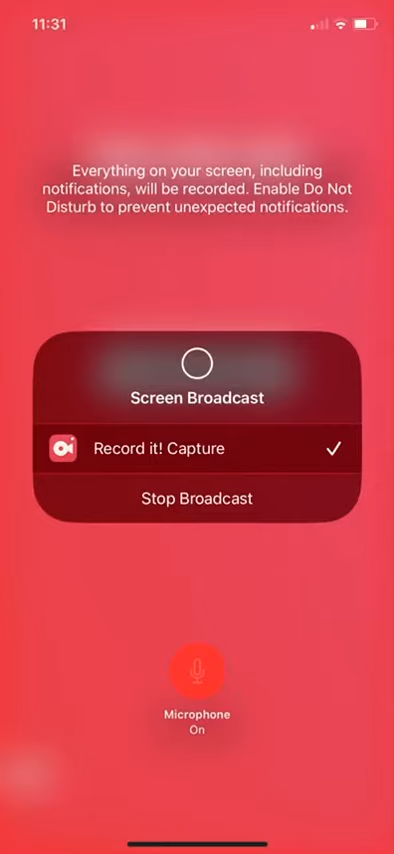 11:31
Everything on your screen, including
notifications, will be recorded. Enable Do Not
Disturb to prevent unexpected notifications.
Screen Broadcast
Record it! Capture
Stop Broadcast
Microphone
On